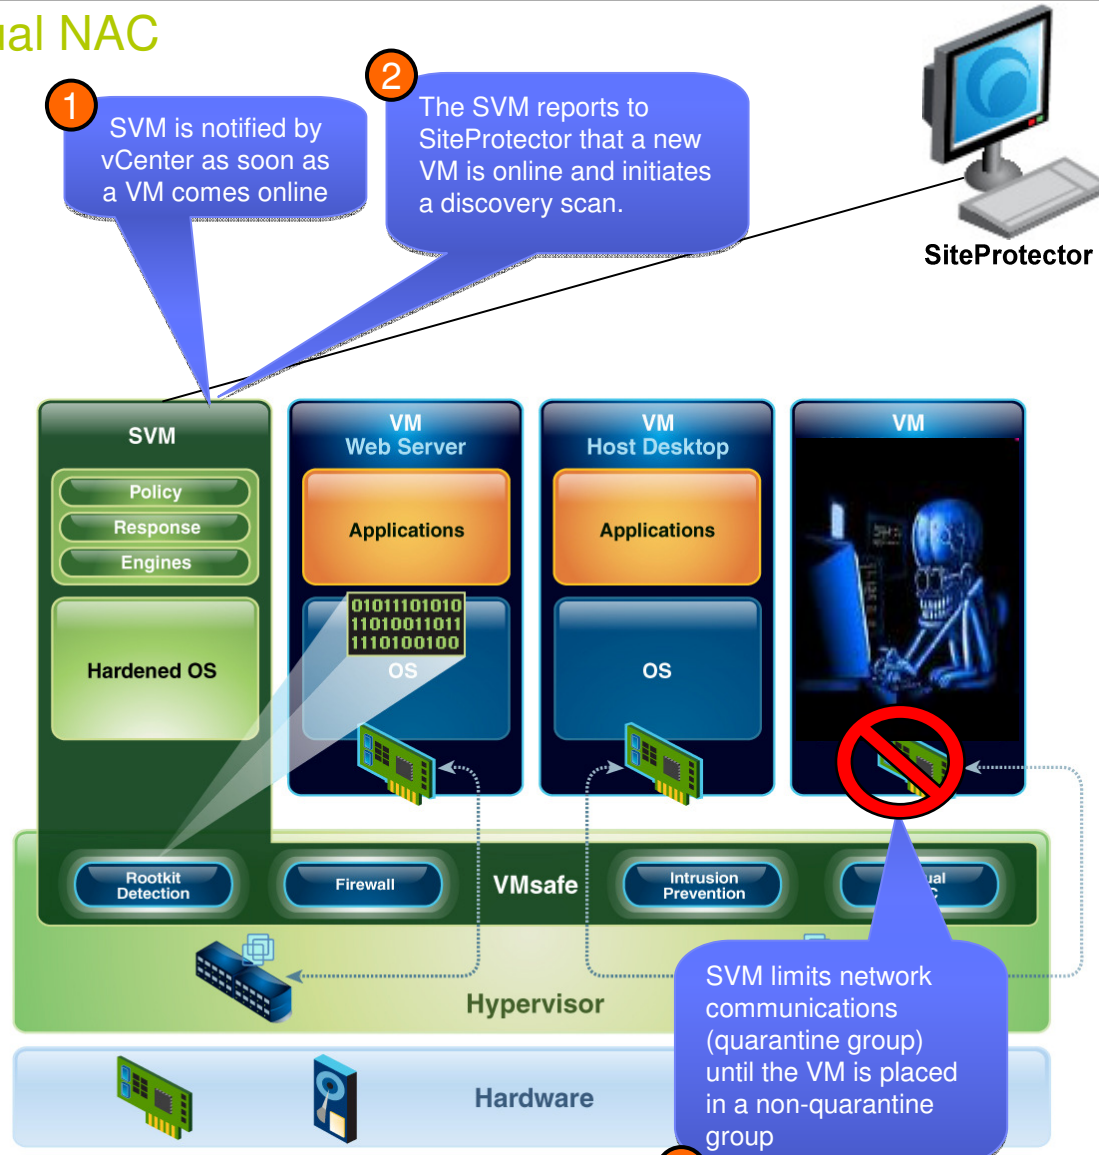 NAC
1
SVM is notified by
vCenter as soon as
a VM comes online
2
The SVM reports to
SiteProtector that a new
VM is online and initiates
a discovery scan.
SiteProtector
SVM
Policy
Response
Engines
Hardened OS
VM
Web Server
Applications
01011101010
11010011011
1110100100
OS
VM
Host Desktop
Applications
OS
VM
Rootkit
Detection
Firewall
VMsafe
Intrusion
Prevention
SVM limits network
communications
(quarantine group)
until the VM is placed
in a non-quarantine
group
Hypervisor
Hardware